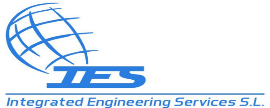 IES
Integrated Engineering Services S.L.